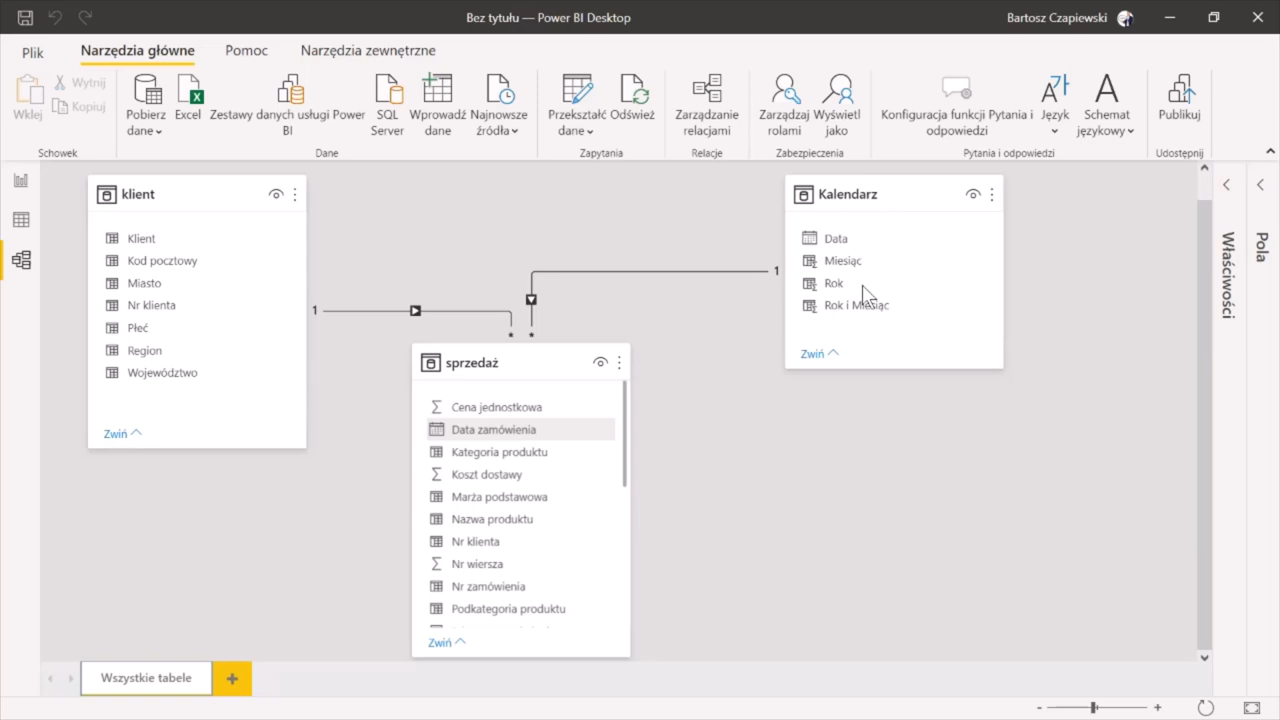 Bez tytułu — Power BI Desktop
Bartosz Czapiewski
Plik
Narzędzia główne
Pomoc
Narzędzia zewnętrzne
Wklej
Wytnij
Kopiuj
Schowek
Pobierz
dane
Excel
Zestawy danych usługi Power
BI
SQL
Server
Wprowadź
dane
Najnowsze
źródła
Dane
Przekształć
dane
Odśwież
Zapytania
Zarządzanie
relacjami
Relacje
Zarządzaj
rolami
Wyświetl
jako
Zabezpieczenia
Konfiguracja funkcji Pytania i
odpowiedzi
Język
Schemat
językowy
Pytania i odpowiedzi
Publikuj
Udostępnij
klient
Klient
Kod pocztowy
Miasto
Nr klienta
Płeć
Region
Województwo
Zwiń
1
*
*
1
sprzedaż
Cena jednostkowa
Data zamówienia
Kategoria produktu
Koszt dostawy
Marża podstawowa
Nazwa produktu
Nr klienta
Nr wiersza
Nr zamówienia
Podkategoria produktu
Zwiń
Kalendarz
Data
Miesiąc
Rok
Rok i Miesiąc
Zwiń
Właściwości
Pola
Wszystkie tabele
+
- +